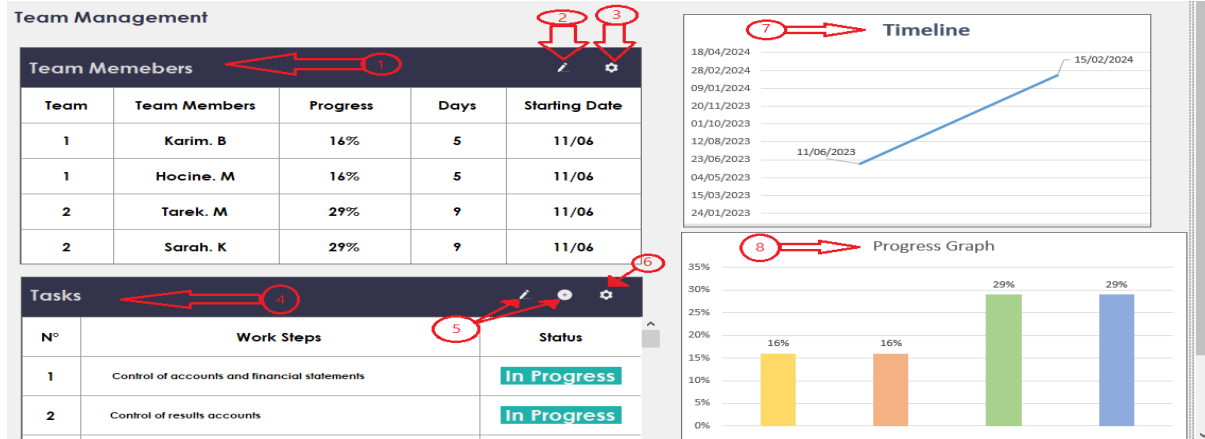 Team Management
2
3
Team Memebers
1
Team Team Members Progress Days Starting Date
1 Karim. B 16% 5 11/06
1 Hocine. M 16% 5 11/06
2 Tarek. M 29% 9 11/06
2 Sarah. K 29% 9 11/06
6
Tasks
4
5
N° Work Steps Status
1 Control of accounts and financial statements In Progress
2 Control of results accounts In Progress
7
Timeline
18/04/2024
28/02/2024
09/01/2024
20/11/2023
01/10/2023
12/08/2023
23/06/2023
04/05/2023
15/03/2023
24/01/2023
11/06/2023
15/02/2024
8
Progress Graph
35%
30%
25%
20%
15%
10%
5%
0%
16% 16% 29% 29%